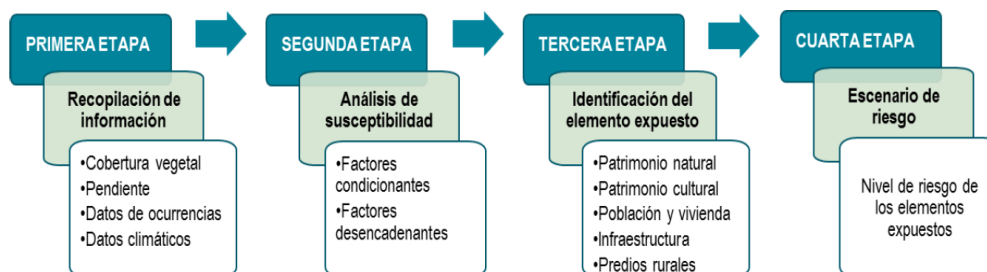 PRIMERA ETAPA
Recopilación de
información
•Cobertura vegetal
•Pendiente
•Datos de ocurrencias
•Datos climáticos
SEGUNDA ETAPA
Análisis de
susceptibilidad
•Factores
condicionantes
•Factores
desencadenantes
TERCERA ETAPA
Identificación del
elemento expuesto
•Patrimonio natural
•Patrimonio cultural
•Población y vivienda
•Infraestructura
•Predios rurales
CUARTA ETAPA
Escenario de
riesgo
Nivel de riesgo de
los elementos
expuestos